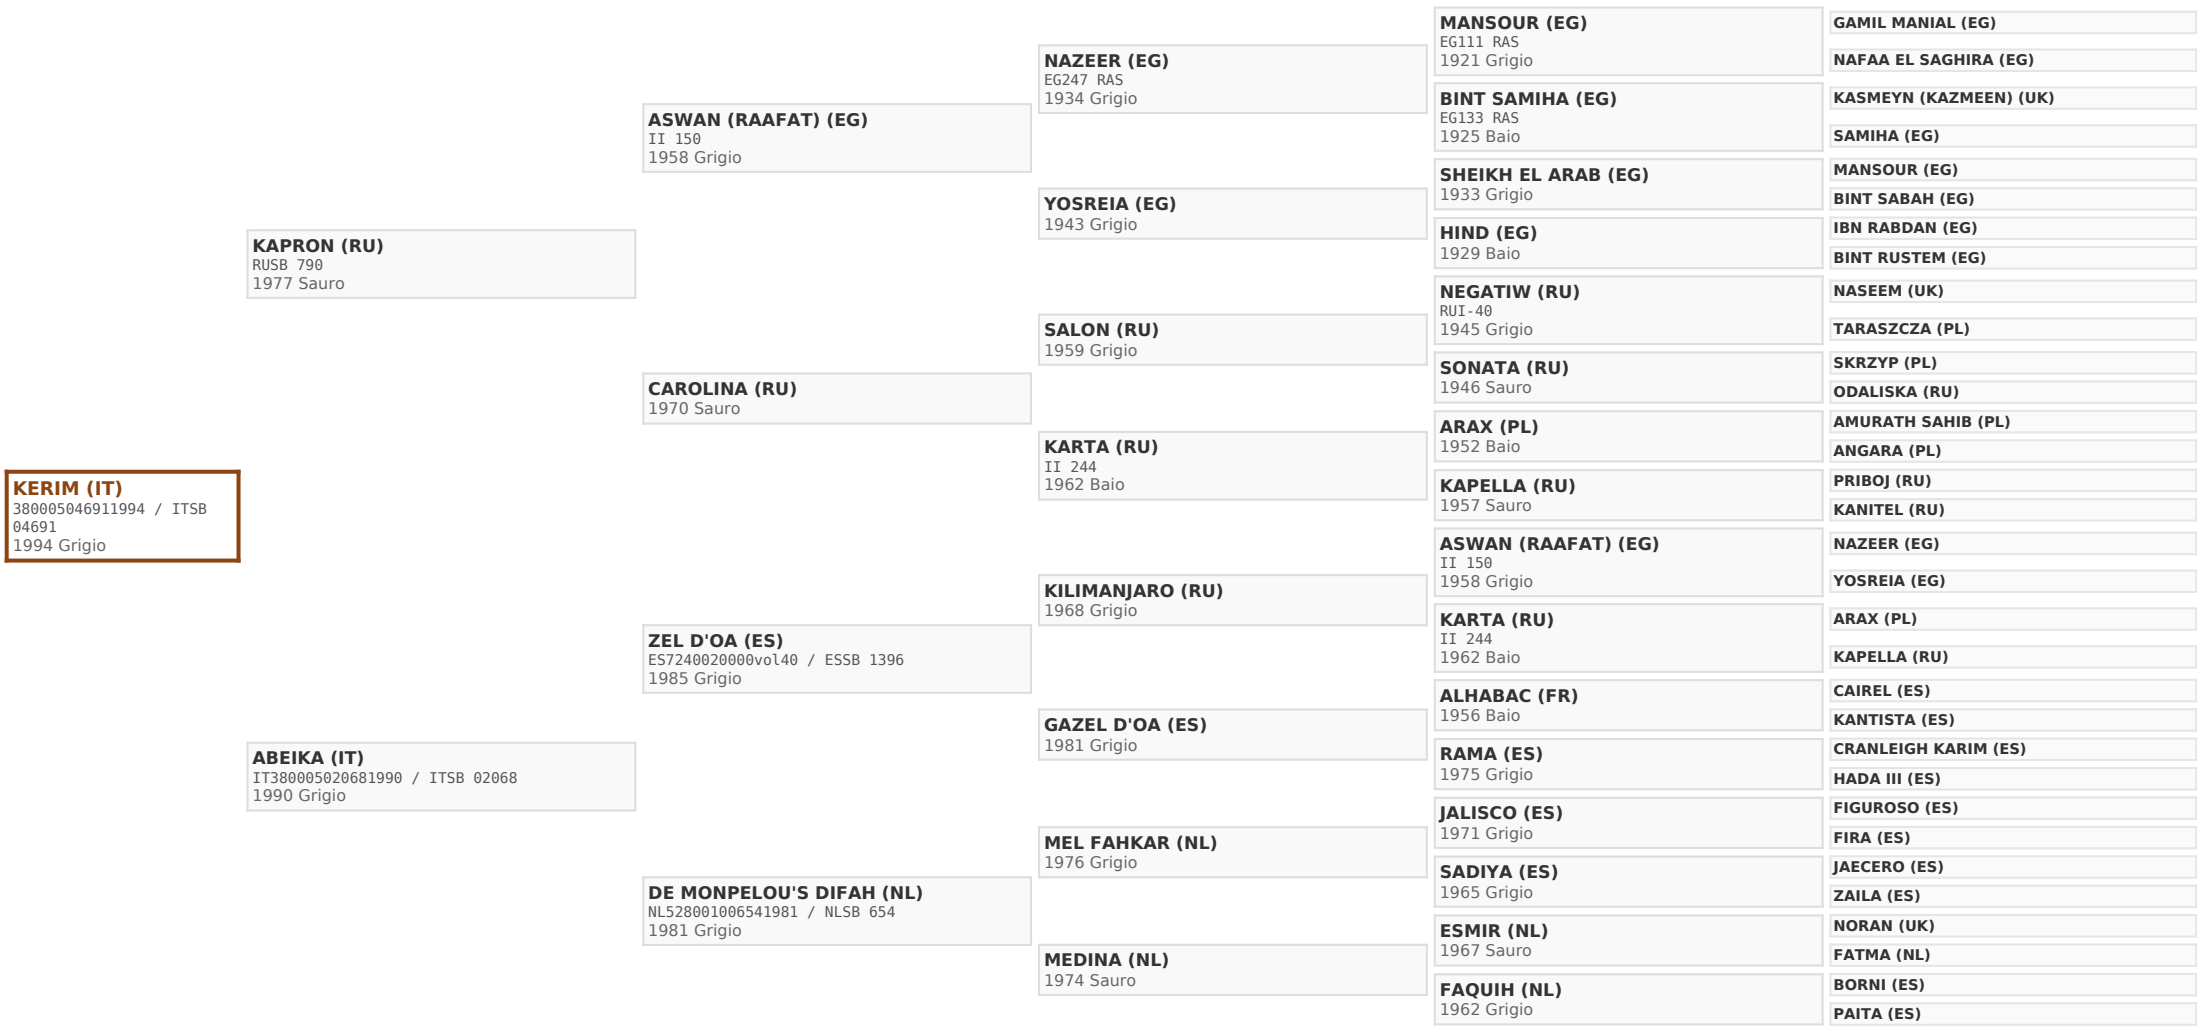 KERIM (IT)
380005046911994 / ITSB
04691
1994 Grigio
KAPRON (RU)
RUSB 790
1977 Sauro
ABEIKA (IT)
IT380005020681990 / ITSB 02068
1990 Grigio
ASWAN (RAAFAT) (EG)
II 150
1958 Grigio
CAROLINA (RU)
1970 Sauro
ZEL D'OA (ES)
ES7240020000vol40 / ESSB 1396
1985 Grigio
DE MONPELOU'S DIFAH (NL)
NL528001006541981 / NLSB 654
1981 Grigio
NAZEER (EG)
EG247 RAS
1934 Grigio
YOSREIA (EG)
1943 Grigio
SALON (RU)
1959 Grigio
KARTA (RU)
II 244
1962 Baio
KILIMANJARO (RU)
1968 Grigio
GAZEL D'OA (ES)
1981 Grigio
MEL FAHKAR (NL)
1976 Grigio
MEDINA (NL)
1974 Sauro
MANSOUR (EG)
EG111 RAS
1921 Grigio
BINT SAMIHA (EG)
EG133 RAS
1925 Baio
SHEIKH EL ARAB (EG)
1933 Grigio
HIND (EG)
1929 Baio
NEGATIW (RU)
RUI-40
1945 Grigio
SONATA (RU)
1946 Sauro
ARAX (PL)
1952 Baio
KAPELLA (RU)
1957 Sauro
ASWAN (RAAFAT) (EG)
II 150
1958 Grigio
KARTA (RU)
II 244
1962 Baio
ALHABAC (FR)
1956 Baio
RAMA (ES)
1975 Grigio
JALISCO (ES)
1971 Grigio
SADIYA (ES)
1965 Grigio
ESMIR (NL)
1967 Sauro
FAQUIH (NL)
1962 Grigio
GAMIL MANIAL (EG)
NAFAA EL SAGHIRA (EG)
KASMEYN (KAZMEEN) (UK)
SAMIHA (EG)
MANSOUR (EG)
BINT SABAH (EG)
IBN RABDAN (EG)
BINT RUSTEM (EG)
NASEEM (UK)
TARASZCZA (PL)
SKRZYP (PL)
ODALISKA (RU)
AMURATH SAHIB (PL)
ANGARA (PL)
PRIBOJ (RU)
KANITEL (RU)
NAZEER (EG)
YOSREIA (EG)
ARAX (PL)
KAPELLA (RU)
CAIREL (ES)
KANTISTA (ES)
CRANLEIGH KARIM (ES)
HADA III (ES)
FIGUROSO (ES)
FIRA (ES)
JAECERO (ES)
ZAILA (ES)
NORAN (UK)
FATMA (NL)
BORNI (ES)
PAITA (ES)